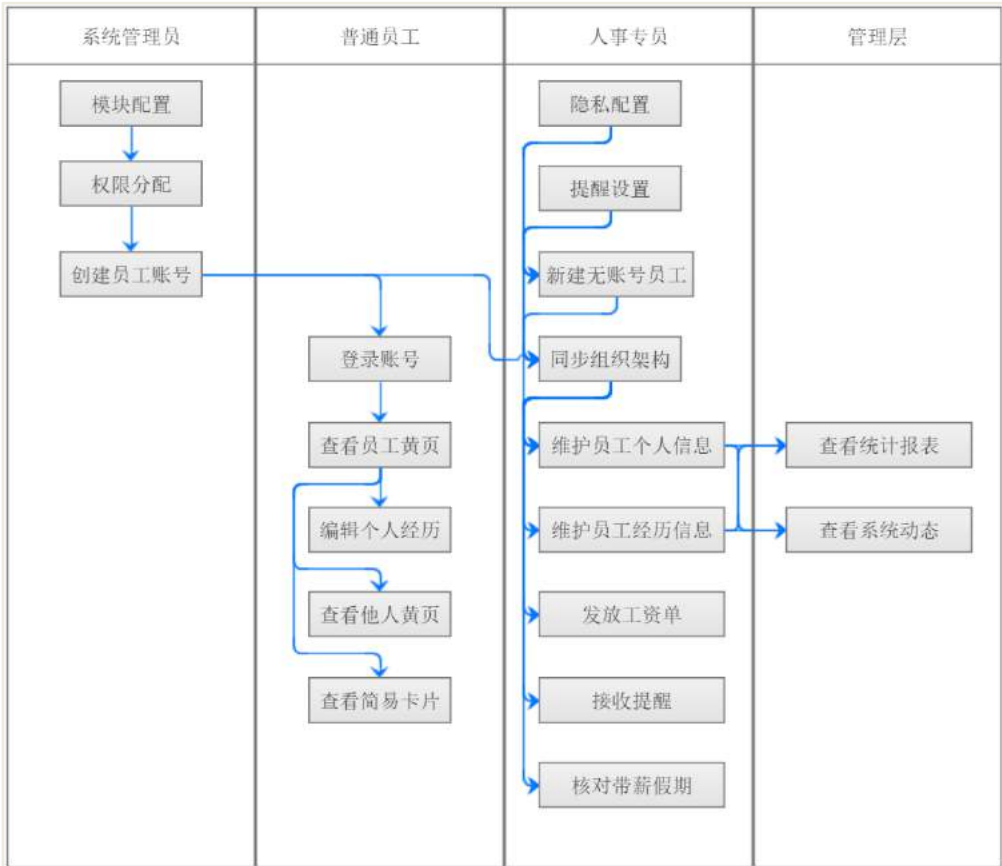 系统管理员
普通员工
人事专员
管理层
模块配置
权限分配
创建员工账号
登录账号
查看员工黄页
编辑个人经历
查看他人黄页
查看简易卡片
隐私配置
提醒设置
新建无账号员工
同步组织架构
维护员工个人信息
维护员工经历信息
发放工资单
接收提醒
核对带薪假期
查看统计报表
查看系统动态